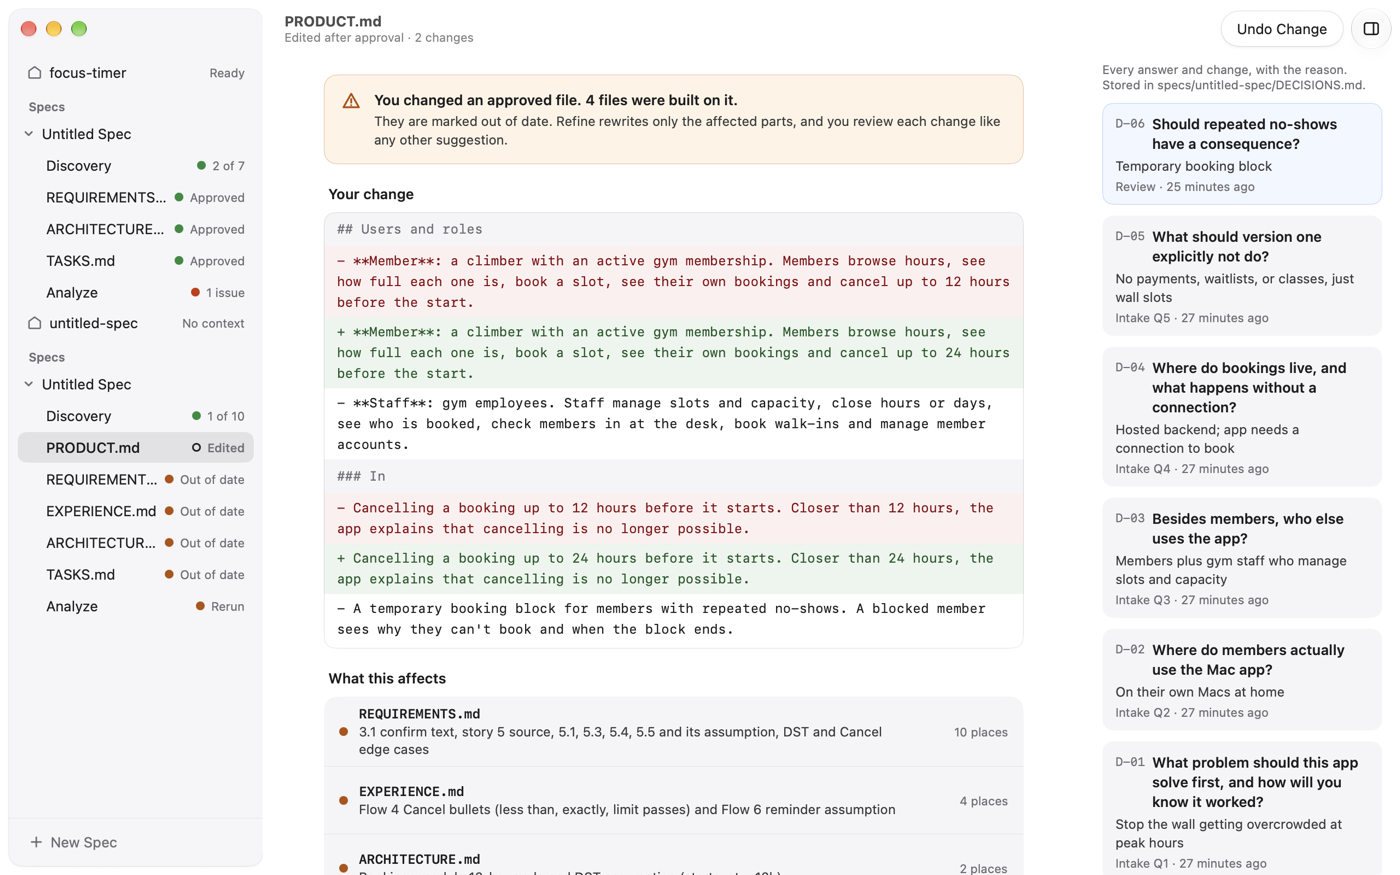 focus-timer
Ready
Specs
Untitled Spec
Discovery
2 of 7
REQUIREMENTS...
Approved
ARCHITECTURE...
Approved
TASKS.md
Approved
Analyze
1 issue
untitled-spec
No context
Specs
Untitled Spec
Discovery
1 of 10
PRODUCT.md
Edited
REQUIREMENT...
Out of date
EXPERIENCE.md
Out of date
ARCHITECTUR...
Out of date
TASKS.md
Out of date
Analyze
Rerun
+ New Spec
PRODUCT.md
Edited after approval · 2 changes
Undo Change
You changed an approved file. 4 files were built on it.
They are marked out of date. Refine rewrites only the affected parts, and you review each change like
any other suggestion.
Your change
## Users and roles
– **Member**: a climber with an active gym membership. Members browse hours, see
how full each one is, book a slot, see their own bookings and cancel up to 12 hours
before the start.
+ **Member**: a climber with an active gym membership. Members browse hours, see
how full each one is, book a slot, see their own bookings and cancel up to 24 hours
before the start.
– **Staff**: gym employees. Staff manage slots and capacity, close hours or days,
see who is booked, check members in at the desk, book walk-ins and manage member
accounts.
### In
– Cancelling a booking up to 12 hours before it starts. Closer than 12 hours, the
app explains that cancelling is no longer possible.
+ Cancelling a booking up to 24 hours before it starts. Closer than 24 hours, the
app explains that cancelling is no longer possible.
– A temporary booking block for members with repeated no-shows. A blocked member
sees why they can't book and when the block ends.
What this affects
REQUIREMENTS.md
3.1 confirm text, story 5 source, 5.1, 5.3, 5.4, 5.5 and its assumption, DST and Cancel
edge cases
10 places
EXPERIENCE.md
Flow 4 Cancel bullets (less than, exactly, limit passes) and Flow 6 reminder assumption
4 places
ARCHITECTURE.md
2 places
Every answer and change, with the reason.
Stored in specs/untitled-spec/DECISIONS.md.
D-06 Should repeated no-shows
have a consequence?
Temporary booking block
Review · 25 minutes ago
D-05 What should version one
explicitly not do?
No payments, waitlists, or classes, just
wall slots
Intake Q5 · 27 minutes ago
D-04 Where do bookings live, and
what happens without a
connection?
Hosted backend; app needs a
connection to book
Intake Q4 · 27 minutes ago
D-03 Besides members, who else
uses the app?
Members plus gym staff who manage
slots and capacity
Intake Q3 · 27 minutes ago
D-02 Where do members actually
use the Mac app?
On their own Macs at home
Intake Q2 · 27 minutes ago
D-01 What problem should this app
solve first, and how will you
know it worked?
Stop the wall getting overcrowded at
peak hours
Intake Q1 · 27 minutes ago